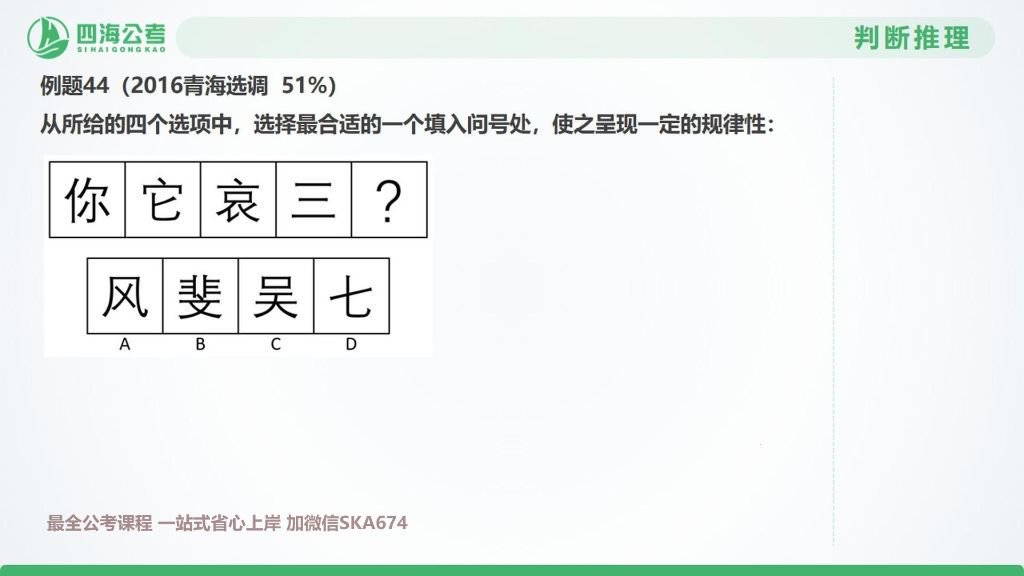 四海公考
SIHAIGONGKAO
判断推理
例题44（2016青海选调 51%）
从所给的四个选项中，选择最合适的一个填入问号处，使之呈现一定的规律性：
你 它 哀 三 ？
风 斐 吴 七
A B C D
最全公考课程 一站式省心上岸 加微信SKA674